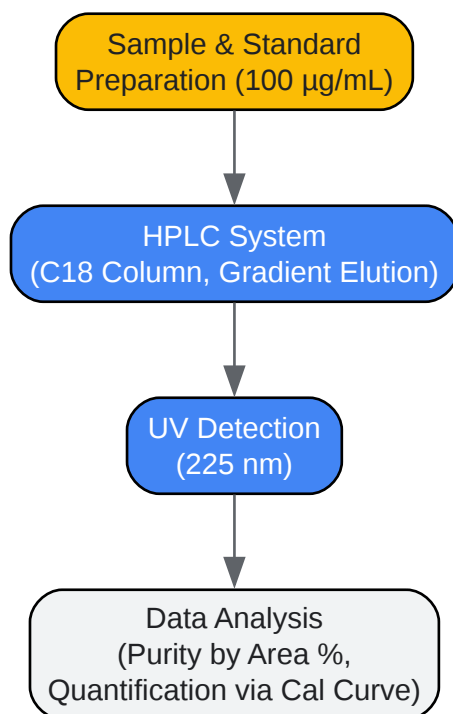 Sample & Standard
Preparation (100 µg/mL)
HPLC System
(C18 Column, Gradient Elution)
UV Detection
(225 nm)
Data Analysis
(Purity by Area %,
Quantification via Cal Curve)